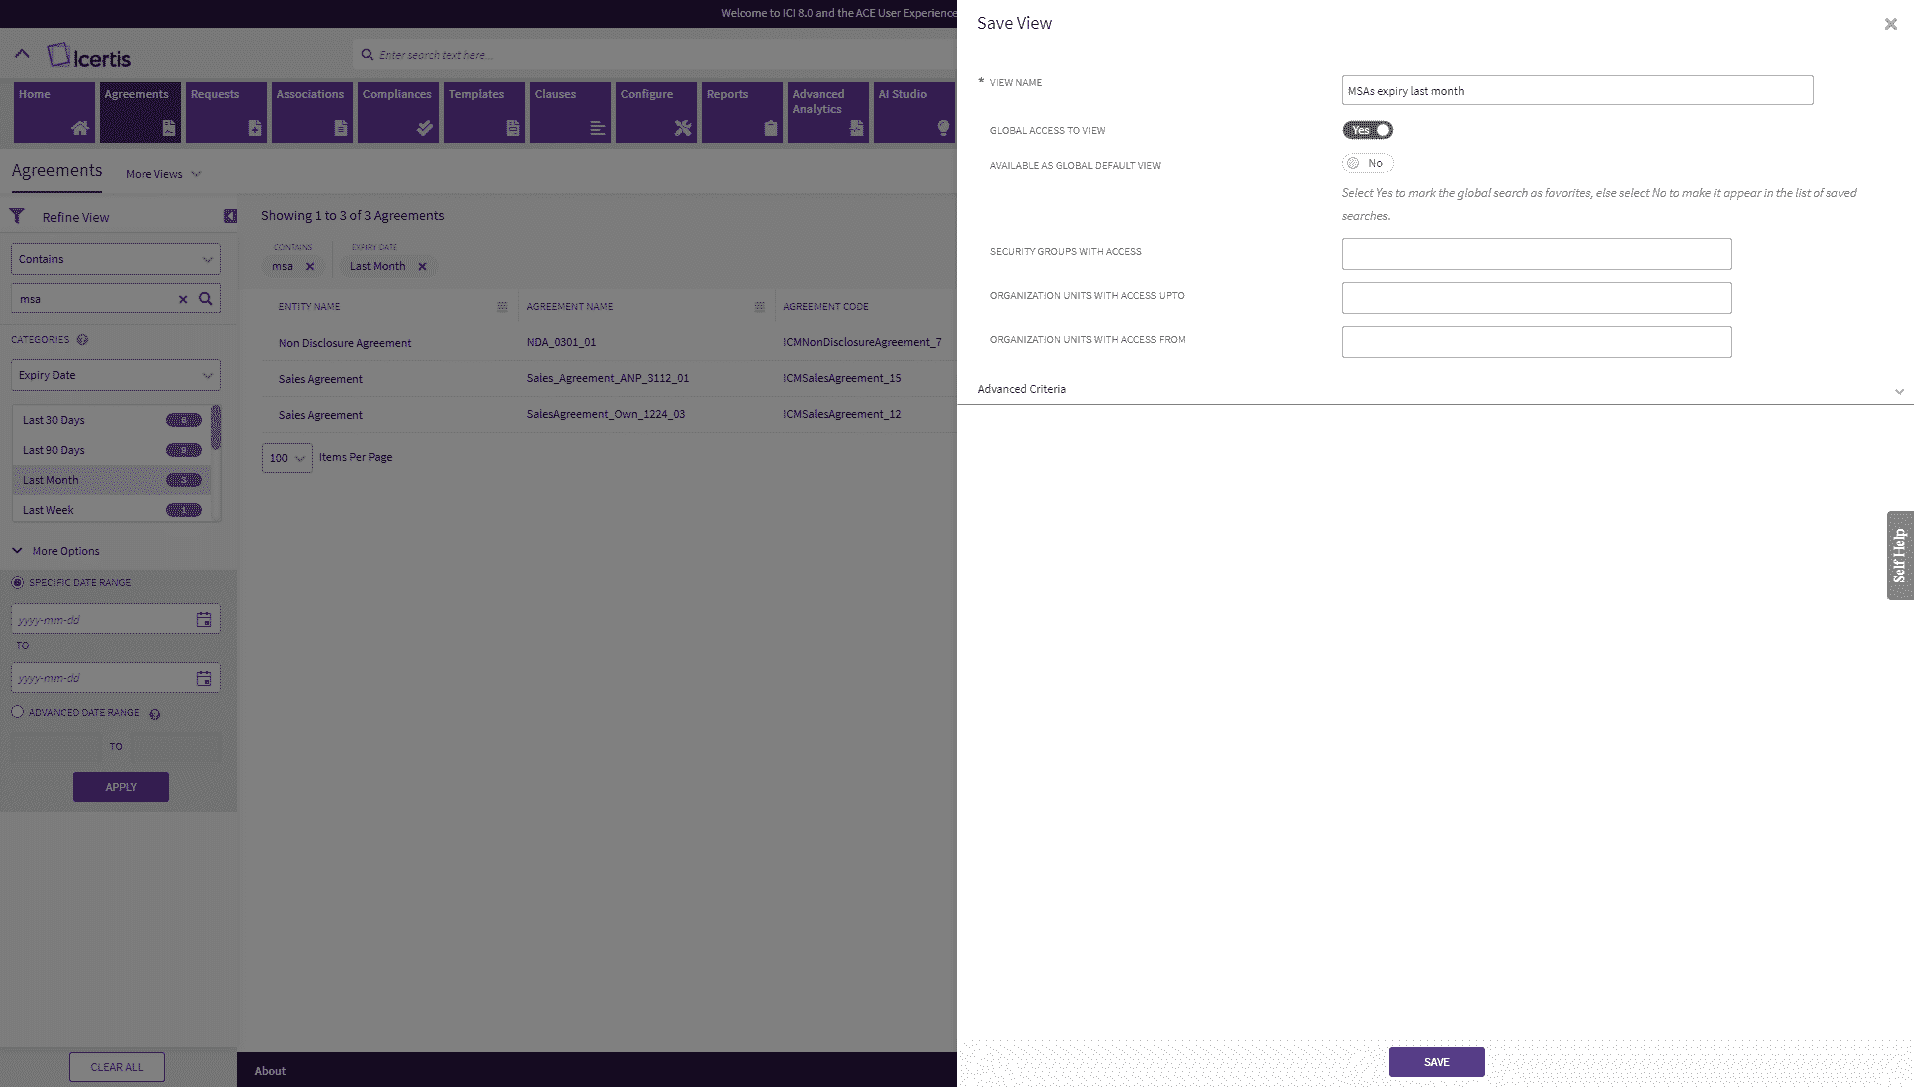 Welcome to ICI 8.0 and the ACE User Experience
Save View
Icertis
Enter search text here...
Home
Agreements
Requests
Associations
Compliances
Templates
Clauses
Configure
Reports
Advanced
Analytics
AI Studio
Agreements
More Views
Refine View
Contains
msa
CATEGORIES
Expiry Date
Last 30 Days
Last 90 Days
Last Month 3
Last Week
More Options
SPECIFIC DATE RANGE
yyyy-mm-dd
TO
yyyy-mm-dd
ADVANCED DATE RANGE
TO
APPLY
CLEAR ALL
Showing 1 to 3 of 3 Agreements
CONTAINS
EXPIRY DATE
msa
Last Month
ENTITY NAME
AGREEMENT NAME
AGREEMENT CODE
Non Disclosure Agreement
NDA_0301_01
ICMNonDisclosureAgreement_7
Sales Agreement
Sales_Agreement_ANP_3112_01
ICMSalesAgreement_15
Sales Agreement
SalesAgreement_Own_1224_03
ICMSalesAgreement_12
100
Items Per Page
About
* VIEW NAME
MSAs expiry last month
GLOBAL ACCESS TO VIEW
Yes
AVAILABLE AS GLOBAL DEFAULT VIEW
No
Select Yes to mark the global search as favorites, else select No to make it appear in the list of saved
searches.
SECURITY GROUPS WITH ACCESS
ORGANIZATION UNITS WITH ACCESS UPTO
ORGANIZATION UNITS WITH ACCESS FROM
Advanced Criteria
Self Help
SAVE